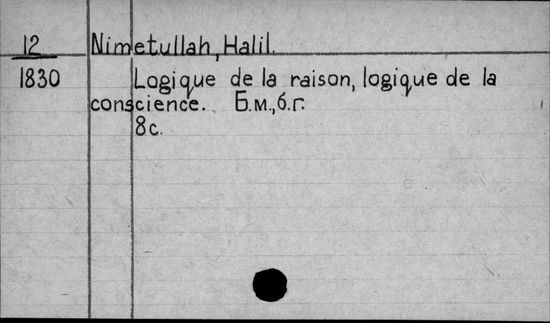 12 Nimetullah, Halil.
1830 Logique de la raison, logique de la
conscience. Б.м., б.г.
8с.